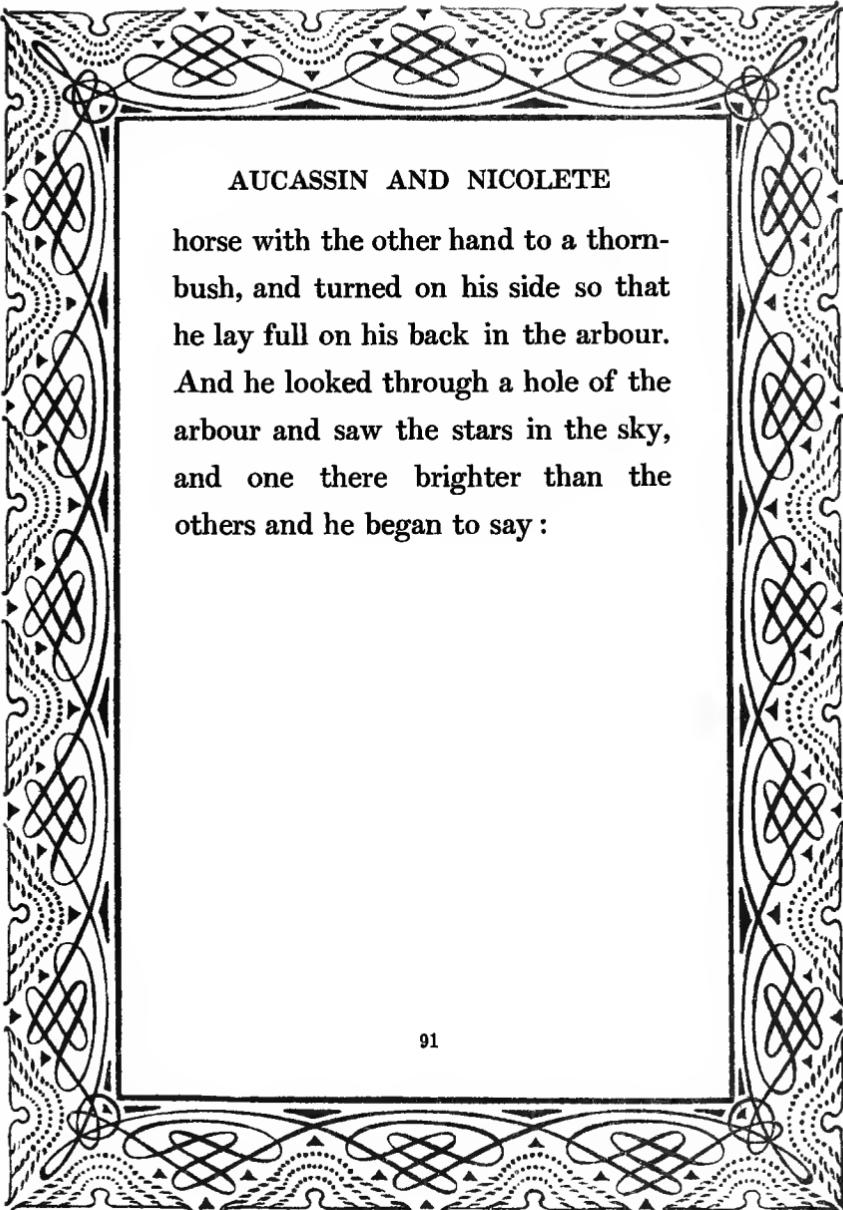 AUCASSIN AND NICOLETE
horse with the other hand to a thorn-
bush, and turned on his side so that
he lay full on his back in the arbour.
And he looked through a hole of the
arbour and saw the stars in the sky,
and one there brighter than the
others and he began to say :
91